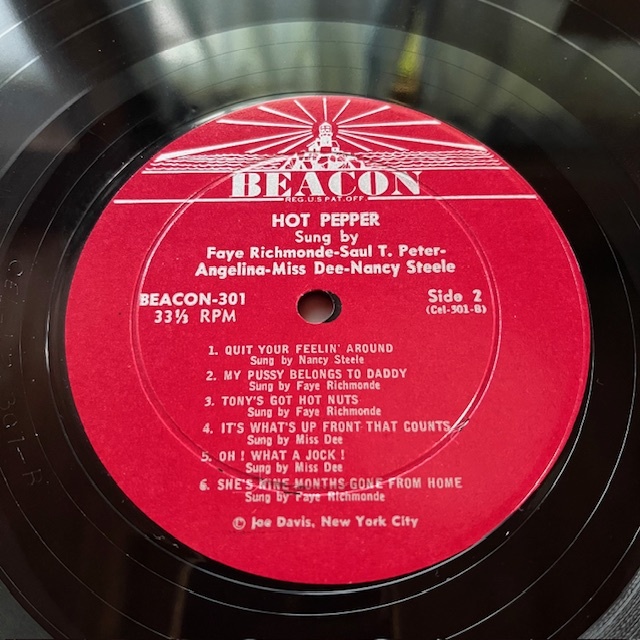 BEACON
REG. U.S PAT. OFF.
HOT PEPPER
Sung by
Faye Richmonde-Saul T. Peter-
Angelina-Miss Dee-Nancy Steele
BEACON-301
33⅓ RPM
Side 2
(Cel-301-B)
1. QUIT YOUR FEELIN' AROUND
Sung by Nancy Steele
2. MY PUSSY BELONGS TO DADDY
Sung by Faye Richmonde
3. TONY'S GOT HOT NUTS
Sung by Faye Richmonde
4. IT'S WHAT'S UP FRONT THAT COUNTS
Sung by Miss Dee
5. OH ! WHAT A JOCK !
Sung by Miss Dee
6. SHE'S NINE MONTHS GONE FROM HOME
Sung by Faye Richmonde
© Joe Davis, New York City